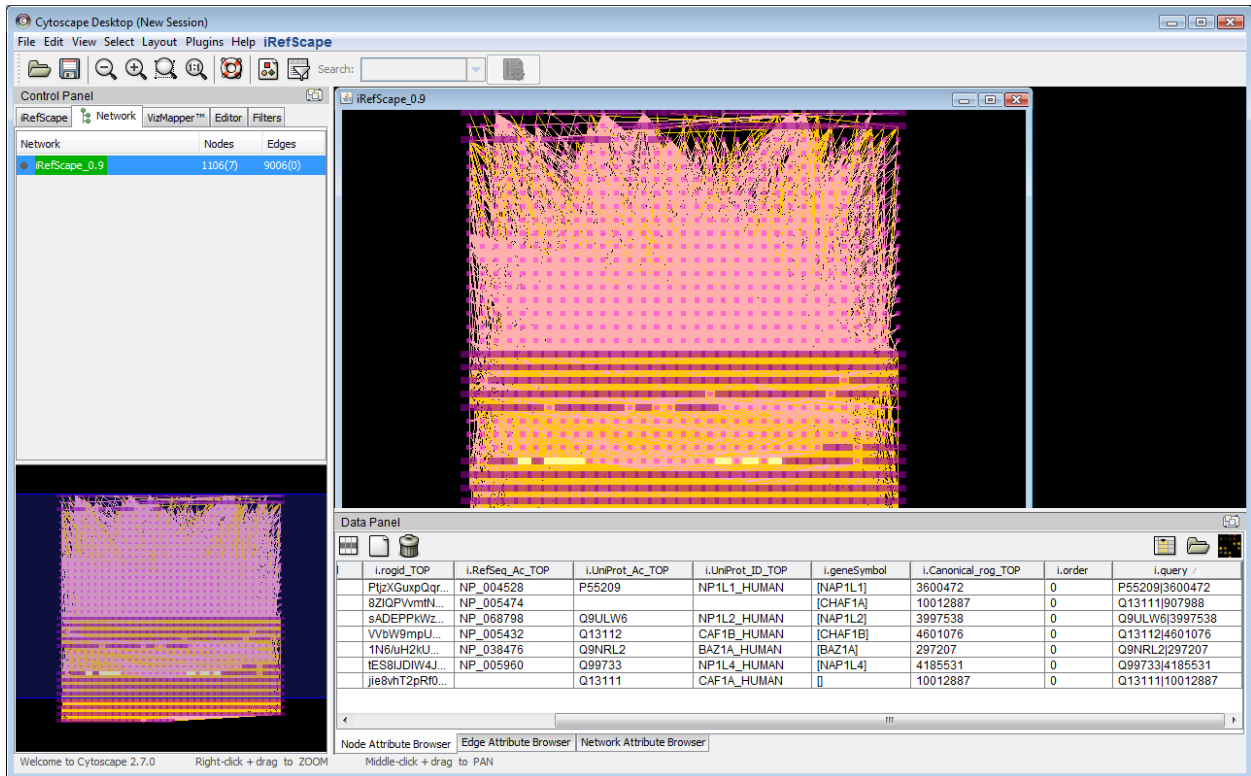 Cytoscape Desktop (New Session)
File Edit View Select Layout Plugins Help iRefScape
Search:
Control Panel
iRefScape Network VizMapper™ Editor Filters
Network Nodes Edges
iRefScape_0.9 1106(7) 9006(0)
iRefScape_0.9
Data Panel
i.rogid_TOP i.RefSeq_Ac_TOP i.UniProt_Ac_TOP i.UniProt_ID_TOP i.geneSymbol i.Canonical_rog_TOP i.order i.query
PtjzXGuxpQqr... NP_004528 P55209 NP1L1_HUMAN [NAP1L1] 3600472 0 P55209|3600472
8ZIQPVvmtN... NP_005474 [CHAF1A] 10012887 0 Q13111|907988
sADEPPkWz... NP_068798 Q9ULW6 NP1L2_HUMAN [NAP1L2] 3997538 0 Q9ULW6|3997538
VVbW9mpU... NP_005432 Q13112 CAF1B_HUMAN [CHAF1B] 4601076 0 Q13112|4601076
1N6/uH2kU... NP_038476 Q9NRL2 BAZ1A_HUMAN [BAZ1A] 297207 0 Q9NRL2|297207
tES8IJDIW4J... NP_005960 Q99733 NP1L4_HUMAN [NAP1L4] 4185531 0 Q99733|4185531
jie8vhT2pRf0... Q13111 CAF1A_HUMAN [] 10012887 0 Q13111|10012887
Node Attribute Browser Edge Attribute Browser Network Attribute Browser
Welcome to Cytoscape 2.7.0 Right-click + drag to ZOOM Middle-click + drag to PAN